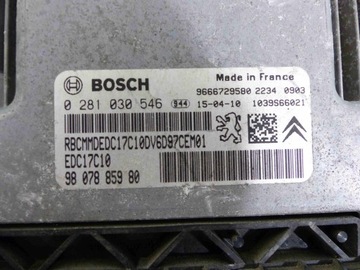 BOSCH
Made in France
9666729580 2234 0903
0 281 030 546 S44 15-04-10 1039S66021
RBCMMDEDC17C10DV6D97CEM01
EDC17C10
98 078 859 80